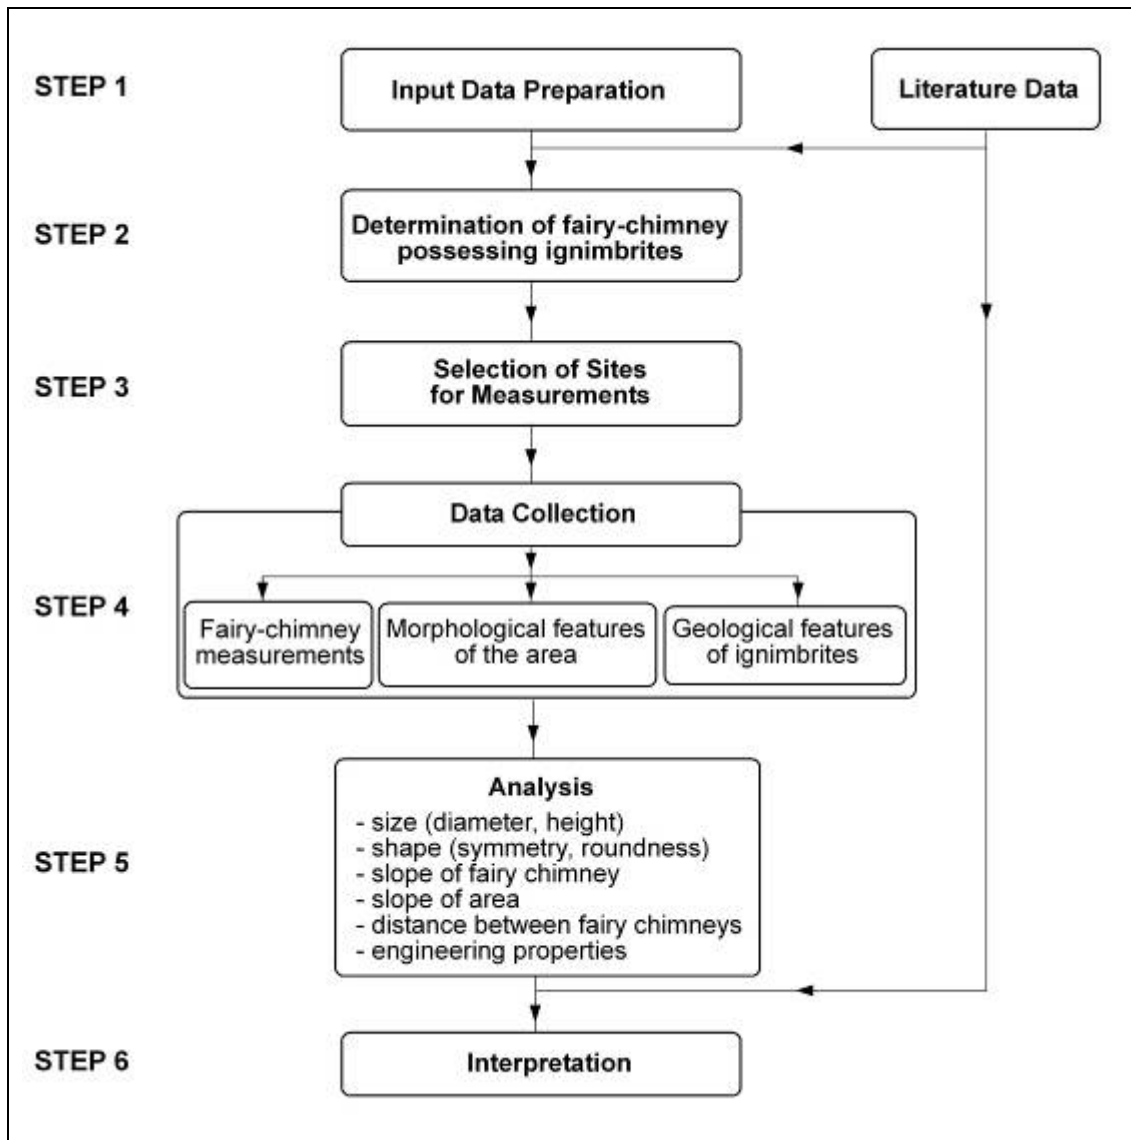 STEP 1
Input Data Preparation
Literature Data
STEP 2
Determination of fairy-chimney
possessing ignimbrites
STEP 3
Selection of Sites
for Measurements
Data Collection
STEP 4
Fairy-chimney
measurements
Morphological features
of the area
Geological features
of ignimbrites
STEP 5
Analysis
- size (diameter, height)
- shape (symmetry, roundness)
- slope of fairy chimney
- slope of area
- distance between fairy chimneys
- engineering properties
STEP 6
Interpretation